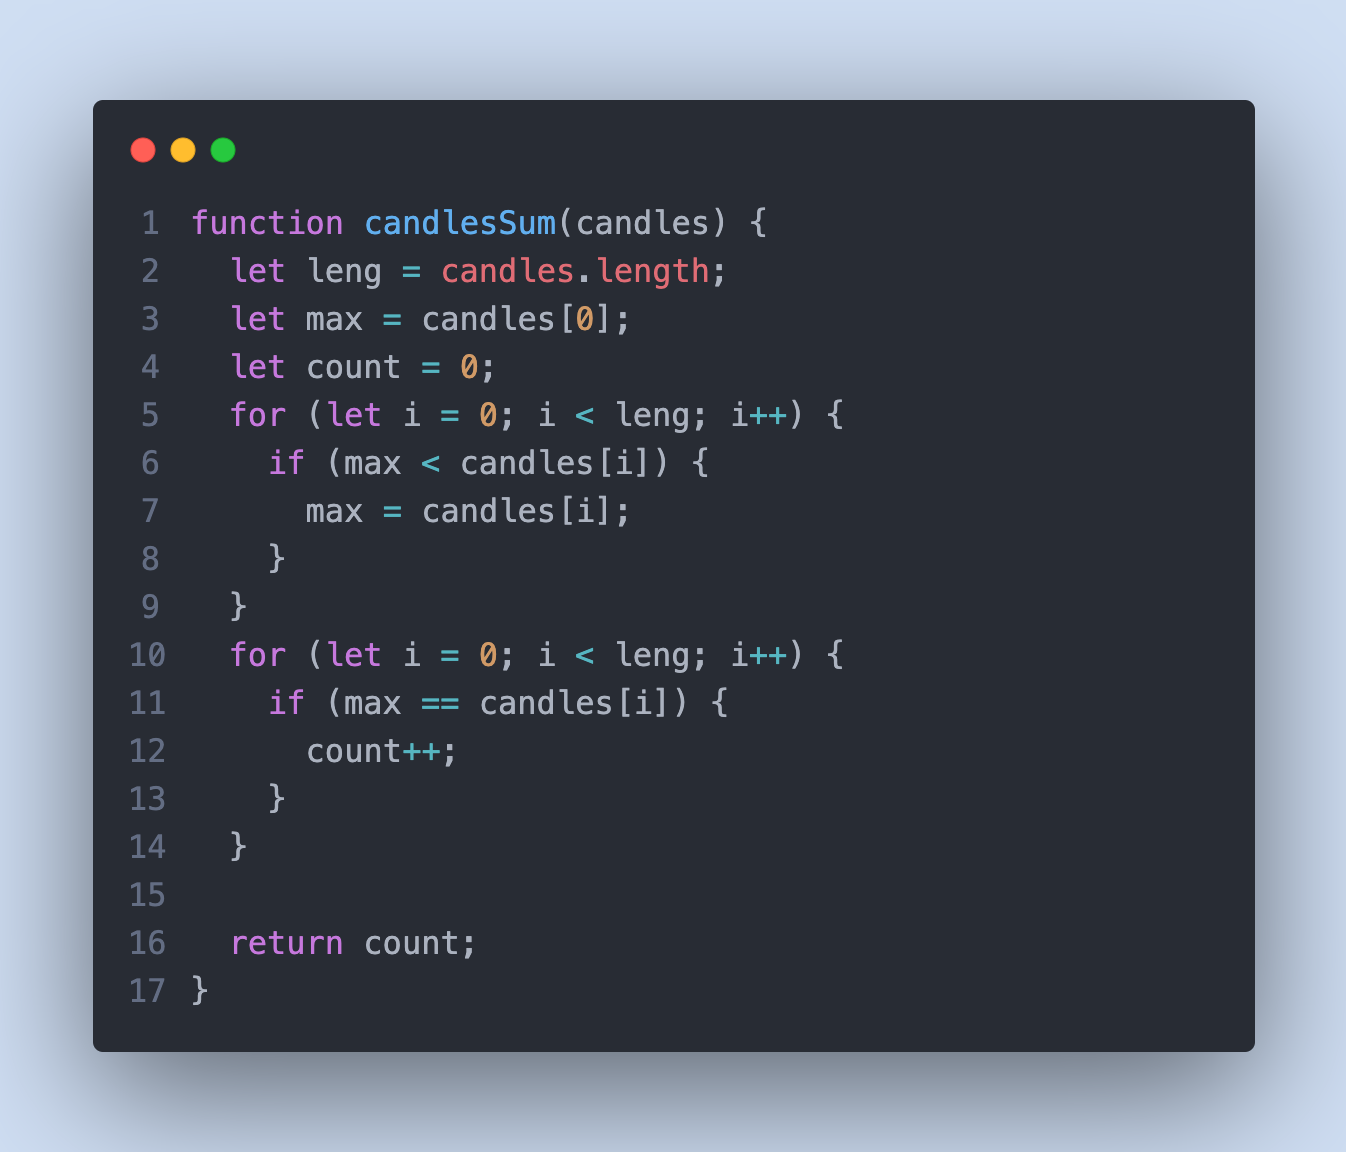 1 function candlesSum(candles) {
2   let leng = candles.length;
3   let max = candles[0];
4   let count = 0;
5   for (let i = 0; i < leng; i++) {
6     if (max < candles[i]) {
7       max = candles[i];
8     }
9   }
10   for (let i = 0; i < leng; i++) {
11     if (max == candles[i]) {
12       count++;
13     }
14   }
15
16   return count;
17 }